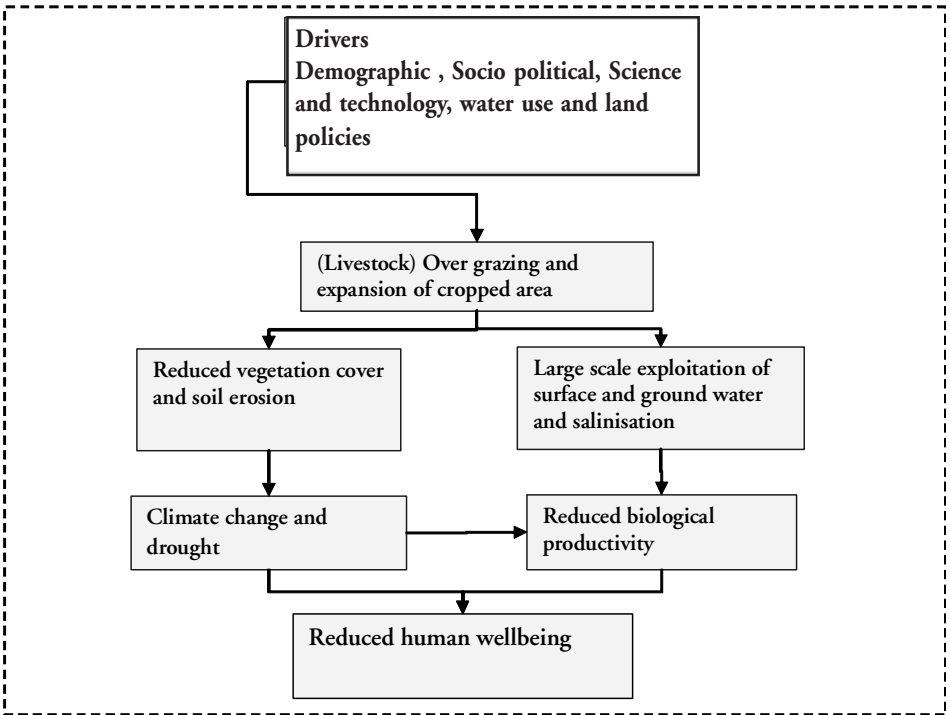 Drivers
Demographic , Socio political, Science
and technology, water use and land
policies
(Livestock) Over grazing and
expansion of cropped area
Reduced vegetation cover
and soil erosion
Large scale exploitation of
surface and ground water
and salinisation
Climate change and
drought
Reduced biological
productivity
Reduced human wellbeing